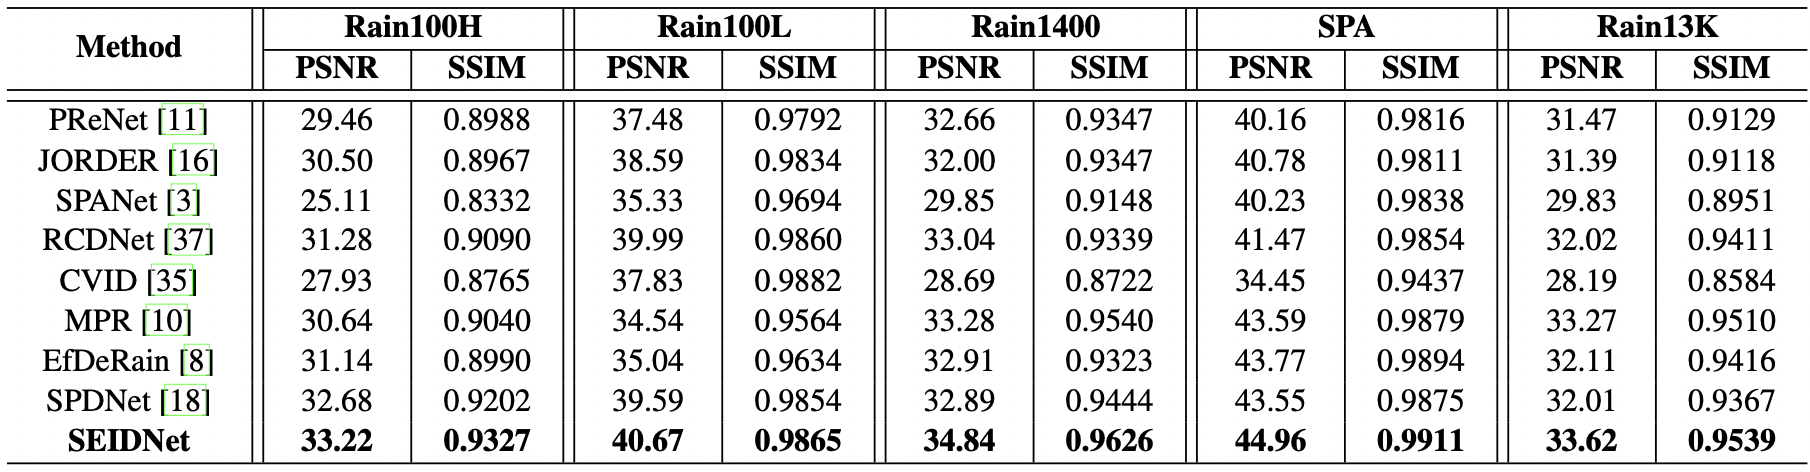 Method Rain100H Rain100L Rain1400 SPA Rain13K
PSNR SSIM PSNR SSIM PSNR SSIM PSNR SSIM PSNR SSIM
PReNet [11] 29.46 0.8988 37.48 0.9792 32.66 0.9347 40.16 0.9816 31.47 0.9129
JORDER [16] 30.50 0.8967 38.59 0.9834 32.00 0.9347 40.78 0.9811 31.39 0.9118
SPANet [3] 25.11 0.8332 35.33 0.9694 29.85 0.9148 40.23 0.9838 29.83 0.8951
RCDNet [37] 31.28 0.9090 39.99 0.9860 33.04 0.9339 41.47 0.9854 32.02 0.9411
CVID [35] 27.93 0.8765 37.83 0.9882 28.69 0.8722 34.45 0.9437 28.19 0.8584
MPR [10] 30.64 0.9040 34.54 0.9564 33.28 0.9540 43.59 0.9879 33.27 0.9510
EfDeRain [8] 31.14 0.8990 35.04 0.9634 32.91 0.9323 43.77 0.9894 32.11 0.9416
SPDNet [18] 32.68 0.9202 39.59 0.9854 32.89 0.9444 43.55 0.9875 32.01 0.9367
SEIDNet 33.22 0.9327 40.67 0.9865 34.84 0.9626 44.96 0.9911 33.62 0.9539